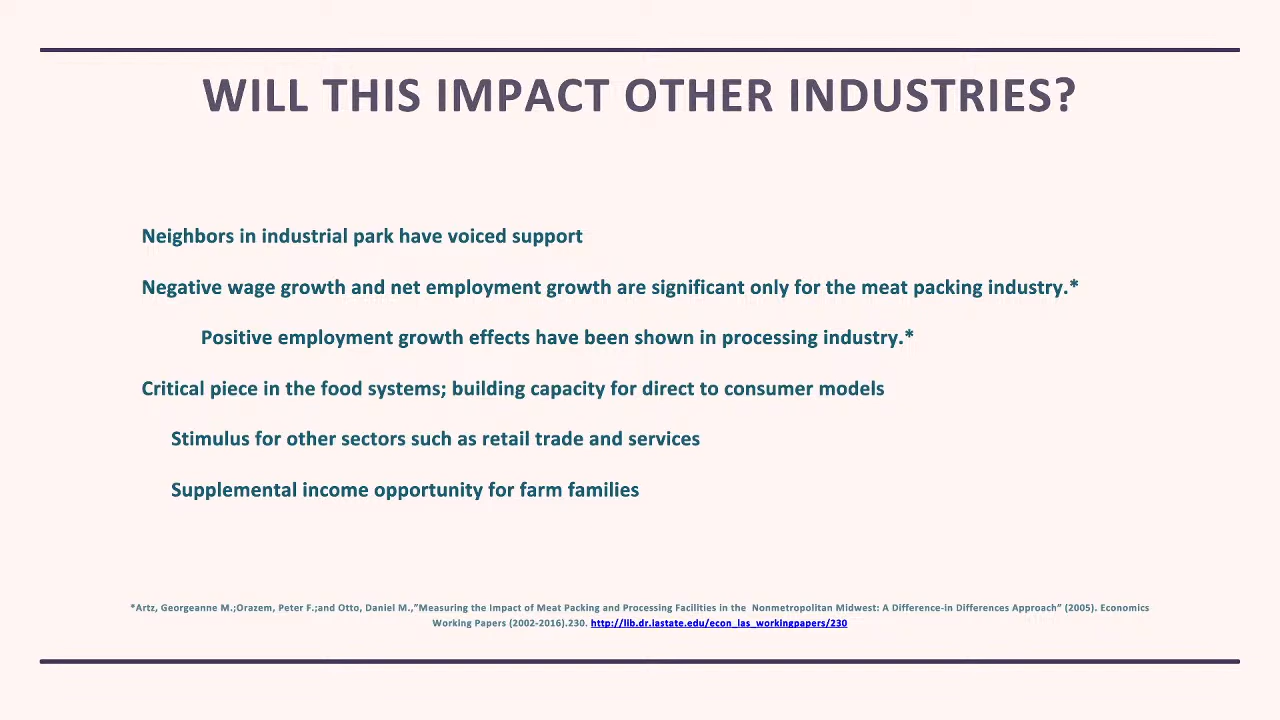 WILL THIS IMPACT OTHER INDUSTRIES?
Neighbors in industrial park have voiced support
Negative wage growth and net employment growth are significant only for the meat packing industry.*
Positive employment growth effects have been shown in processing industry.*
Critical piece in the food systems; building capacity for direct to consumer models
Stimulus for other sectors such as retail trade and services
Supplemental income opportunity for farm families
*Artz, Georgeanne M.;Orazem, Peter F.;and Otto, Daniel M.,"Measuring the Impact of Meat Packing and Processing Facilities in the Nonmetropolitan Midwest: A Difference-in Differences Approach" (2005). Economics
Working Papers (2002-2016).230. http://lib.dr.iastate.edu/econ_las_workingpapers/230